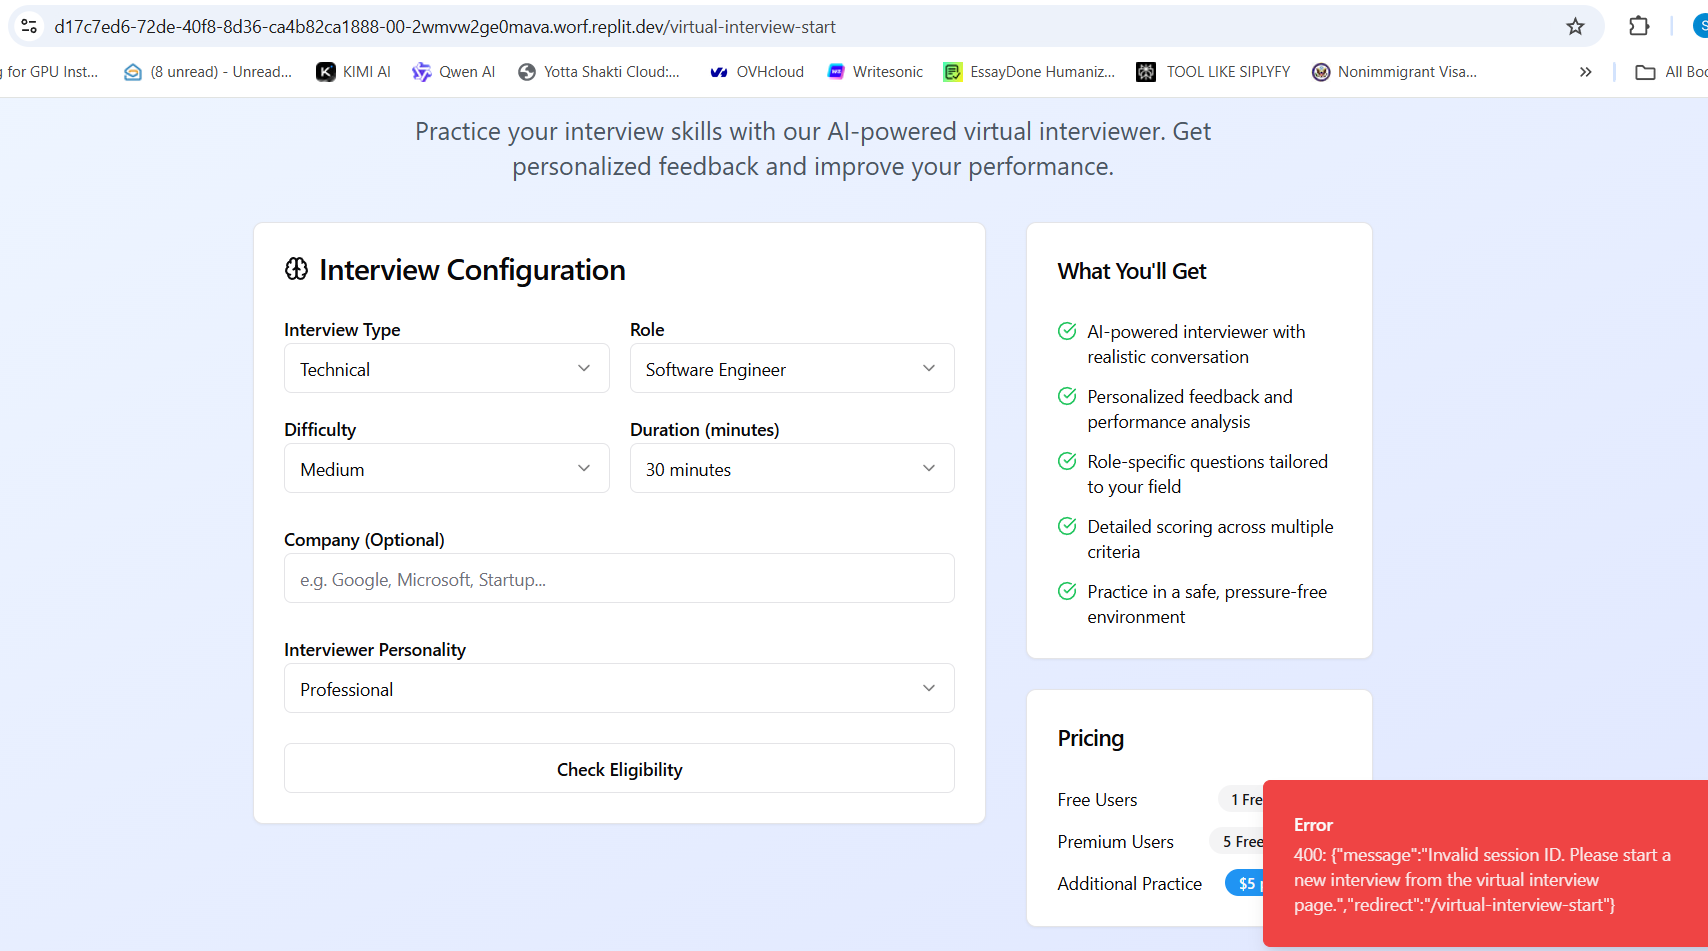 d17c7ed6-72de-40f8-8d36-ca4b82ca1888-00-2wmvw2ge0mava.worf.replit.dev/virtual-interview-start
for GPU Inst... (8 unread) - Unread... KIMI AI Qwen AI Yotta Shakti Cloud:... OVHcloud Writesonic EssayDone Humaniz... TOOL LIKE SIPLYFY Nonimmigrant Visa... » All Boo
Practice your interview skills with our AI-powered virtual interviewer. Get
personalized feedback and improve your performance.
Interview Configuration
Interview Type Role
Technical Software Engineer
Difficulty Duration (minutes)
Medium 30 minutes
Company (Optional)
e.g. Google, Microsoft, Startup...
Interviewer Personality
Professional
Check Eligibility
What You'll Get
AI-powered interviewer with
realistic conversation
Personalized feedback and
performance analysis
Role-specific questions tailored
to your field
Detailed scoring across multiple
criteria
Practice in a safe, pressure-free
environment
Pricing
Free Users 1 Fre
Premium Users 5 Free
Additional Practice $5 p
Error
400: {"message":"Invalid session ID. Please start a
new interview from the virtual interview
page.","redirect":"/virtual-interview-start"}